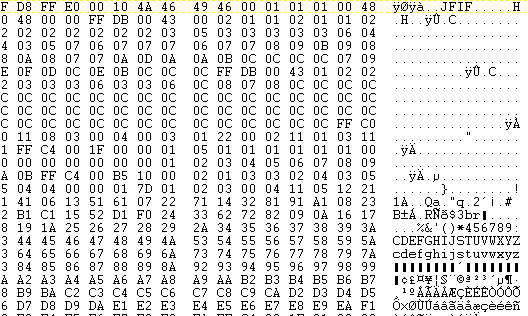 F D8 FF E0 00 10 4A 46 49 46 00 01 01 01 00 48 ÿØÿà..JFIF.....H
0 48 00 00 FF DB 00 43 00 02 01 01 02 01 01 02 .H..ÿÛ.C........
2 02 02 02 02 02 02 03 05 03 03 03 03 03 06 04 ................
4 03 05 07 06 07 07 07 06 07 07 08 09 0B 09 08 ................
8 0A 08 07 07 0A 0D 0A 0A 0B 0C 0C 0C 0C 07 09 ................
E 0F 0D 0C 0E 0B 0C 0C 0C FF DB 00 43 01 02 02 .........ÿÛ.C...
2 03 03 03 06 03 03 06 0C 08 07 08 0C 0C 0C 0C ................
C 0C 0C 0C 0C 0C 0C 0C 0C 0C 0C 0C 0C 0C 0C 0C ................
C 0C 0C 0C 0C 0C 0C 0C 0C 0C 0C 0C 0C 0C 0C 0C ................
C 0C 0C 0C 0C 0C 0C 0C 0C 0C 0C 0C 0C 0C FF C0 ..............ÿÀ
0 11 08 03 00 04 00 03 01 22 00 02 11 01 03 11 ........."......
1 FF C4 00 1F 00 00 01 05 01 01 01 01 01 01 00 .ÿÄ.............
0 00 00 00 00 00 00 01 02 03 04 05 06 07 08 09 ................
A 0B FF C4 00 B5 10 00 02 01 03 03 02 04 03 05 ..ÿÄ.µ..........
5 04 04 00 00 01 7D 01 02 03 00 04 11 05 12 21 ......}........!
1 41 06 13 51 61 07 22 71 14 32 81 91 A1 08 23
2 B1 C1 15 52 D1 F0 24 33 62 72 82 09 0A 16 17
8 19 1A 25 26 27 28 29 2A 34 35 36 37 38 39 3A ...%&'()*456789:
3 44 45 46 47 48 49 4A 53 54 55 56 57 58 59 5A CDEFGHIJSTUVWXYZ
3 64 65 66 67 68 69 6A 73 74 75 76 77 78 79 7A cdefghijstuvwxyz
3 84 85 86 87 88 89 8A 92 93 94 95 96 97 98 99
A A2 A3 A4 A5 A6 A7 A8 A9 AA B2 B3 B4 B5 B6 B7
8 B9 BA C2 C3 C4 C5 C6 C7 C8 C9 CA D2 D3 D4 D5 ¸¹ºÂÃÄÅÆÇÈÉÊÒÓÔÕ
6 D7 D8 D9 DA E1 E2 E3 E4 E5 E6 E7 E8 E9 EA F1 Ö×ØÙÚáâãäåæçèéêñ